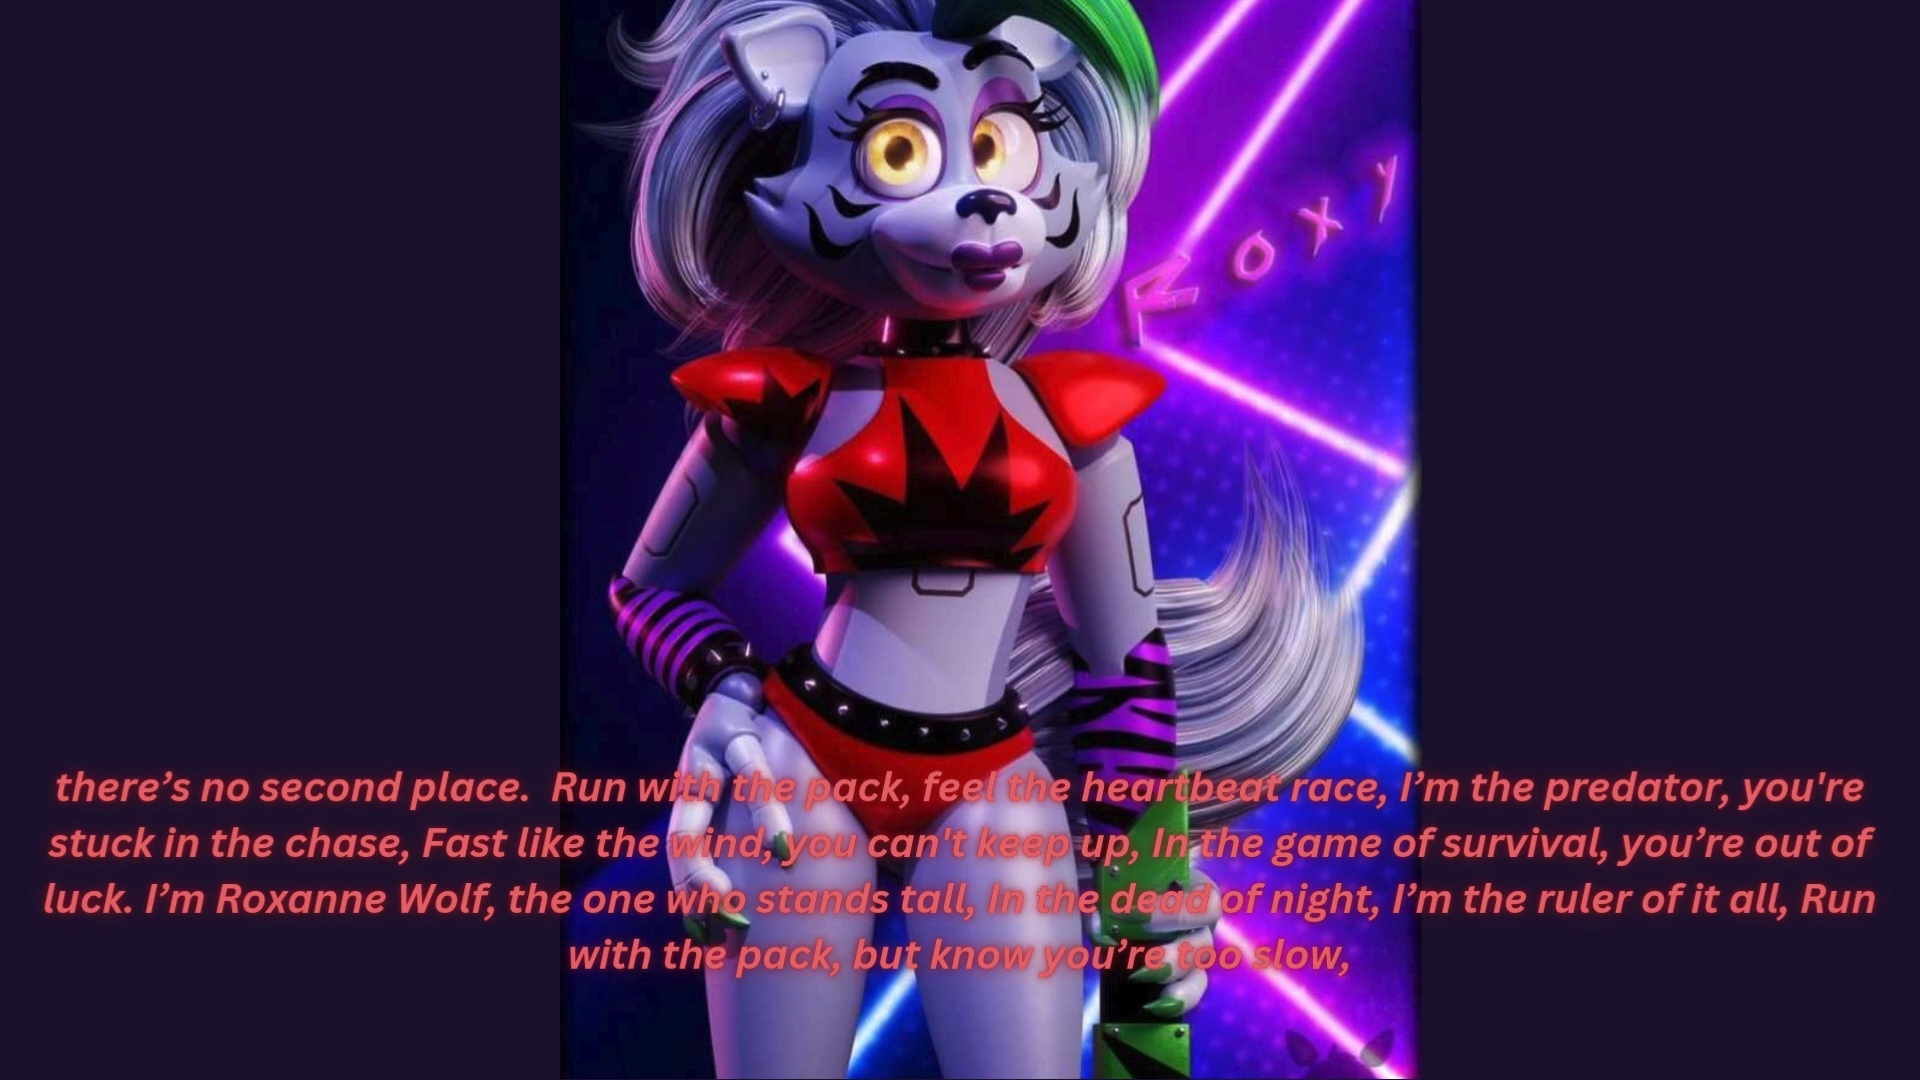 Roxy
there’s no second place.  Run with the pack, feel the heartbeat race, I’m the predator, you're
stuck in the chase, Fast like the wind, you can't keep up, In the game of survival, you’re out of
luck. I’m Roxanne Wolf, the one who stands tall, In the dead of night, I’m the ruler of it all, Run
with the pack, but know you’re too slow,